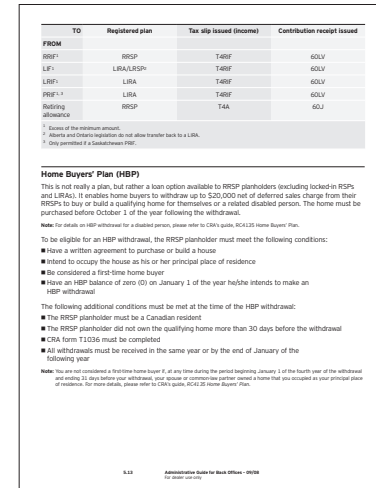 TO Registered plan Tax slip issued (income) Contribution receipt issued
FROM
RRIF1 RRSP T4RIF 60LV
LIF1 LIRA/LRSP2 T4RIF 60LV
LRIF1 LIRA T4RIF 60LV
PRIF1, 3 LIRA T4RIF 60LV
Retiring allowance RRSP T4A 60J
1 Excess of the minimum amount.
2 Alberta and Ontario legislation do not allow transfer back to a LIRA.
3 Only permitted if a Saskatchewan PRIF.
Home Buyers' Plan (HBP)
This is not really a plan, but rather a loan option available to RRSP planholders (excluding locked-in RSPs
and LIRAs). It enables home buyers to withdraw up to $20,000 net of deferred sales charge from their
RRSPs to buy or build a qualifying home for themselves or a related disabled person. The home must be
purchased before October 1 of the year following the withdrawal.
Note: For details on HBP withdrawal for a disabled person, please refer to CRA's guide, RC4135 Home Buyers' Plan.
To be eligible for an HBP withdrawal, the RRSP planholder must meet the following conditions:
■ Have a written agreement to purchase or build a house
■ Intend to occupy the house as his or her principal place of residence
■ Be considered a first-time home buyer
■ Have an HBP balance of zero (0) on January 1 of the year he/she intends to make an
HBP withdrawal
The following additional conditions must be met at the time of the HBP withdrawal:
■ The RRSP planholder must be a Canadian resident
■ The RRSP planholder did not own the qualifying home more than 30 days before the withdrawal
■ CRA form T1036 must be completed
■ All withdrawals must be received in the same year or by the end of January of the
following year
Note: You are not considered a first-time home buyer if, at any time during the period beginning January 1 of the fourth year of the withdrawal
and ending 31 days before your withdrawal, your spouse or common-law partner owned a home that you occupied as your principal place
of residence. For more details, please refer to CRA's guide, RC4135 Home Buyers' Plan.
5.13 Administrative Guide for Back Offices – 09/08
For dealer use only